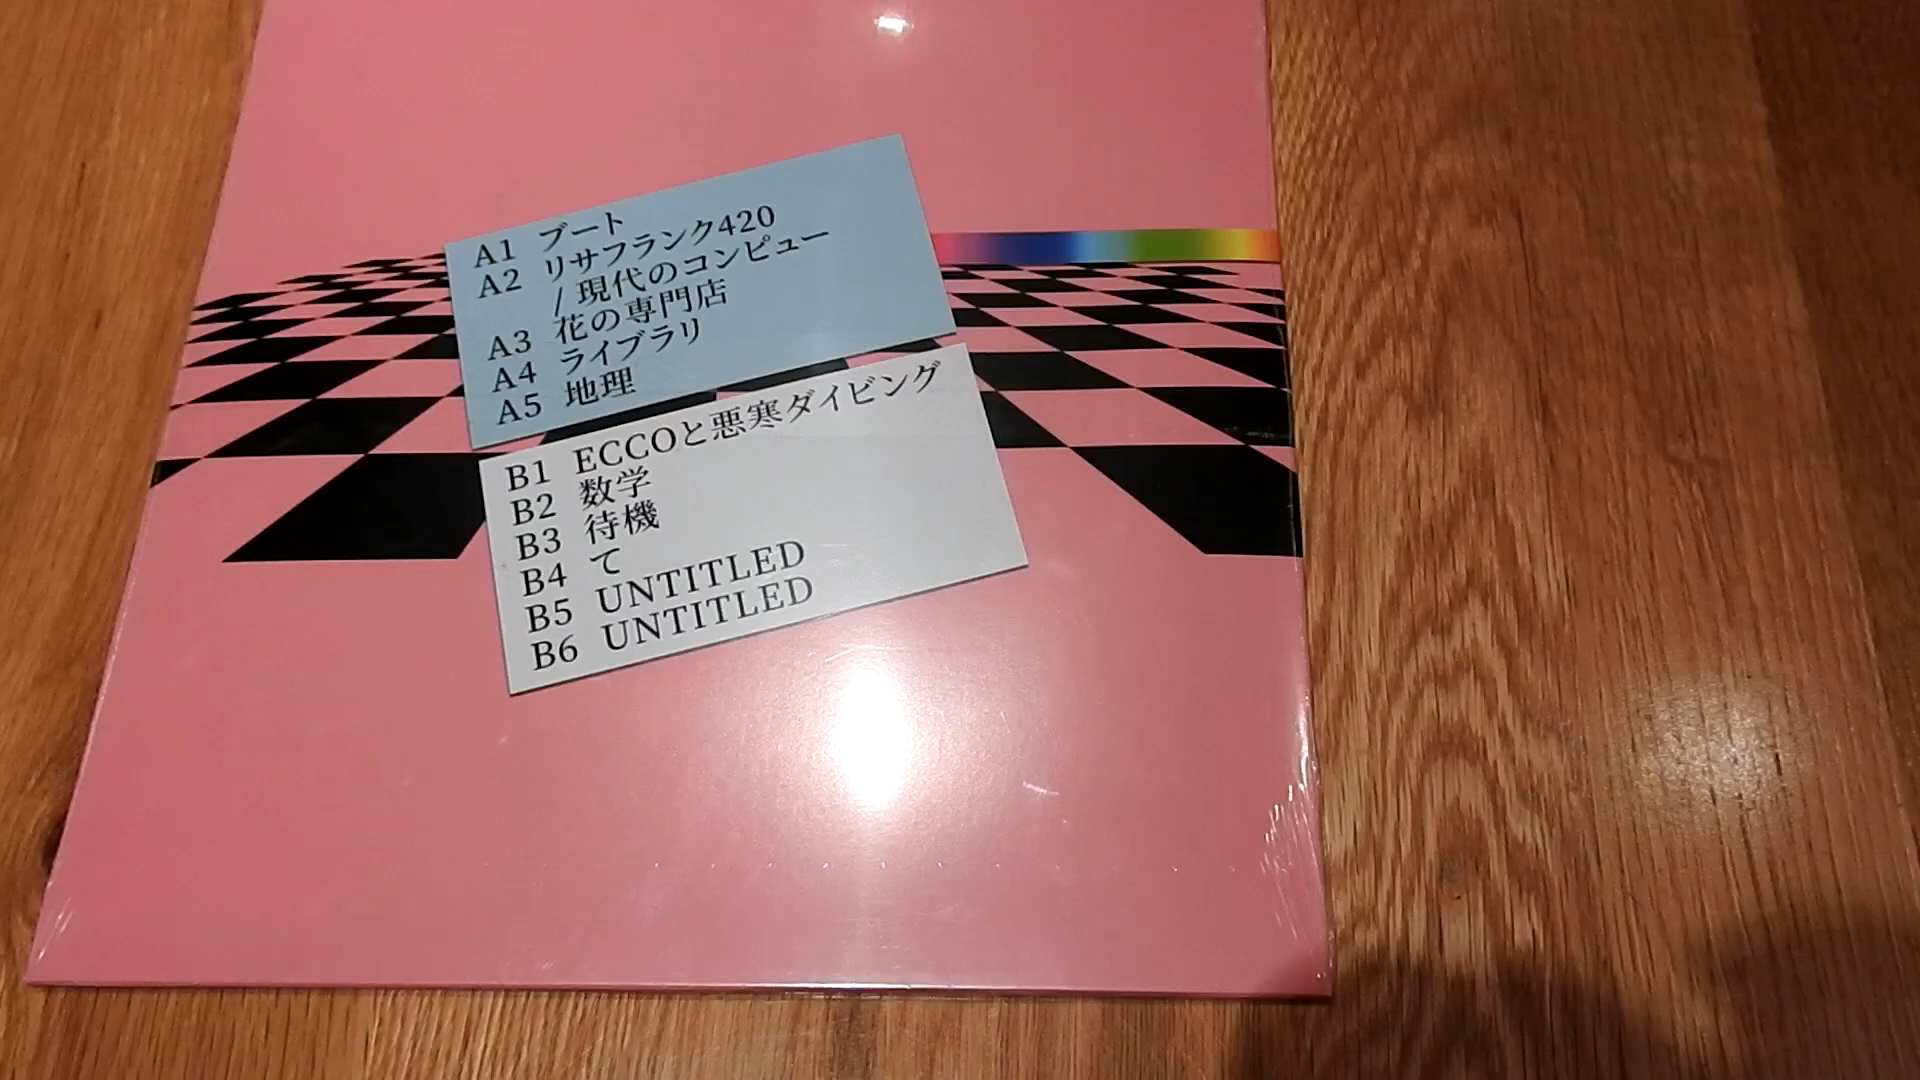 A1 ブート
A2 リサフランク420
/ 現代のコンピュー
A3 花の専門店
A4 ライブラリ
A5 地理
B1 ECCOと悪寒ダイビング
B2 数学
B3 待機
B4 て
B5 UNTITLED
B6 UNTITLED